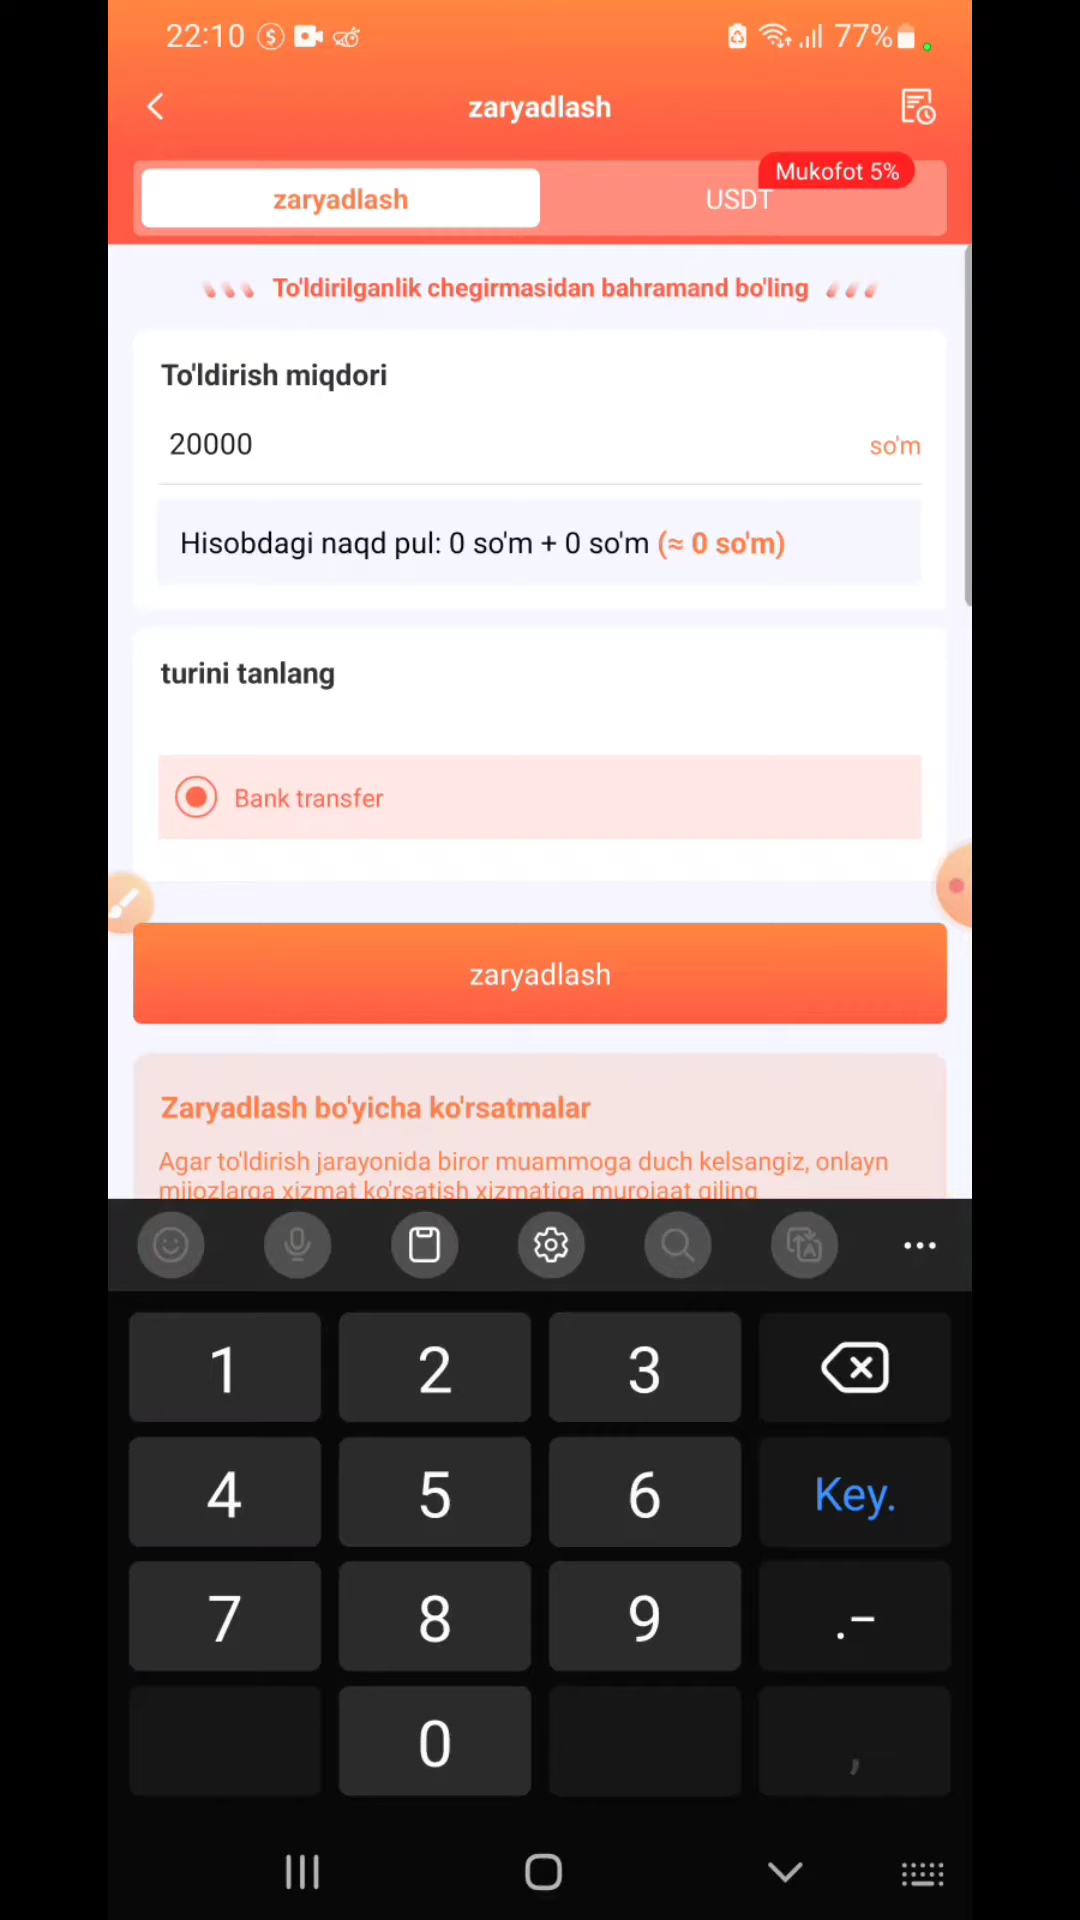 22:10 77%
zaryadlash
Mukofot 5%
zaryadlash USDT
To'ldirilganlik chegirmasidan bahramand bo'ling
To'ldirish miqdori
20000 so'm
Hisobdagi naqd pul: 0 so'm + 0 so'm (≈ 0 so'm)
turini tanlang
Bank transfer
zaryadlash
Zaryadlash bo'yicha ko'rsatmalar
Agar to'ldirish jarayonida biror muammoga duch kelsangiz, onlayn
mijozlarga xizmat ko'rsatish xizmatiga murojaat qiling
1 2 3
4 5 6 Key.
7 8 9 .–
0 ,